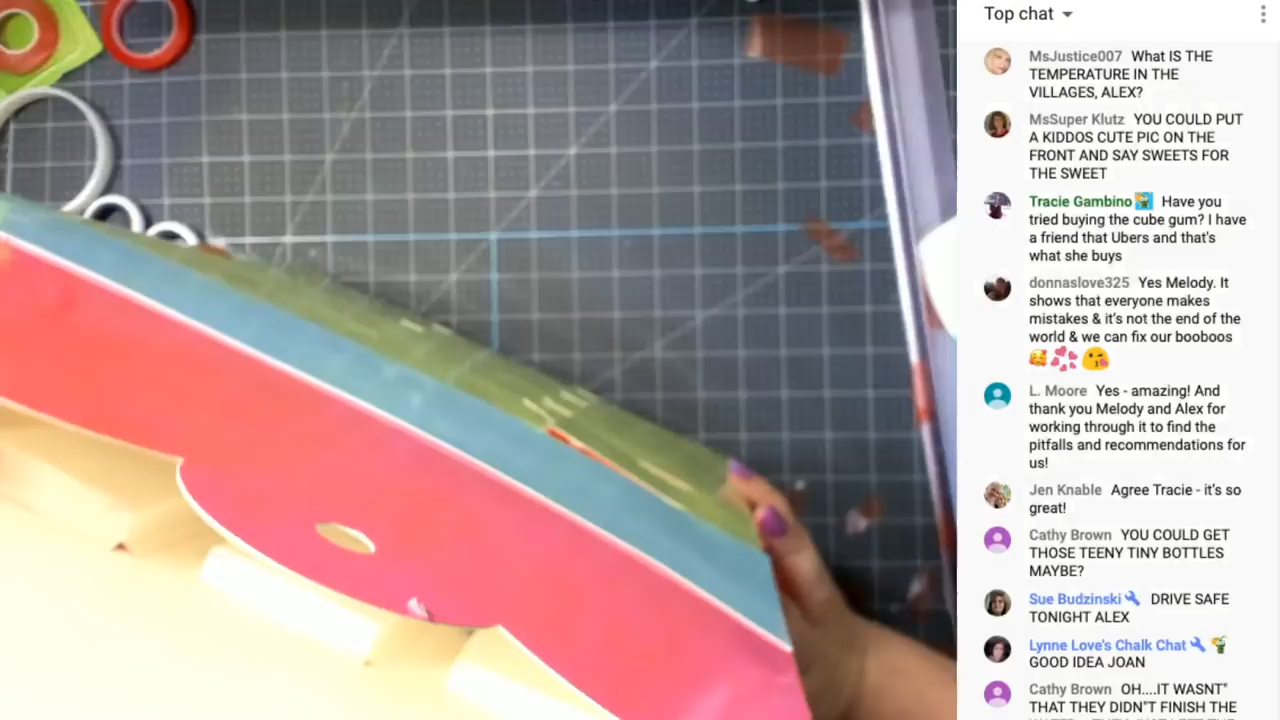 Top chat
MsJustice007 What IS THE
TEMPERATURE IN THE
VILLAGES, ALEX?
MsSuper Klutz YOU COULD PUT
A KIDDOS CUTE PIC ON THE
FRONT AND SAY SWEETS FOR
THE SWEET
Tracie Gambino Have you
tried buying the cube gum? I have
a friend that Ubers and that's
what she buys
donnaslove325 Yes Melody. It
shows that everyone makes
mistakes & it's not the end of the
world & we can fix our booboos
🥰💞😘
L. Moore Yes - amazing! And
thank you Melody and Alex for
working through it to find the
pitfalls and recommendations for
us!
Jen Knable Agree Tracie - it's so
great!
Cathy Brown YOU COULD GET
THOSE TEENY TINY BOTTLES
MAYBE?
Sue Budzinski DRIVE SAFE
TONIGHT ALEX
Lynne Love's Chalk Chat
GOOD IDEA JOAN
Cathy Brown OH....IT WASNT"
THAT THEY DIDN"T FINISH THE